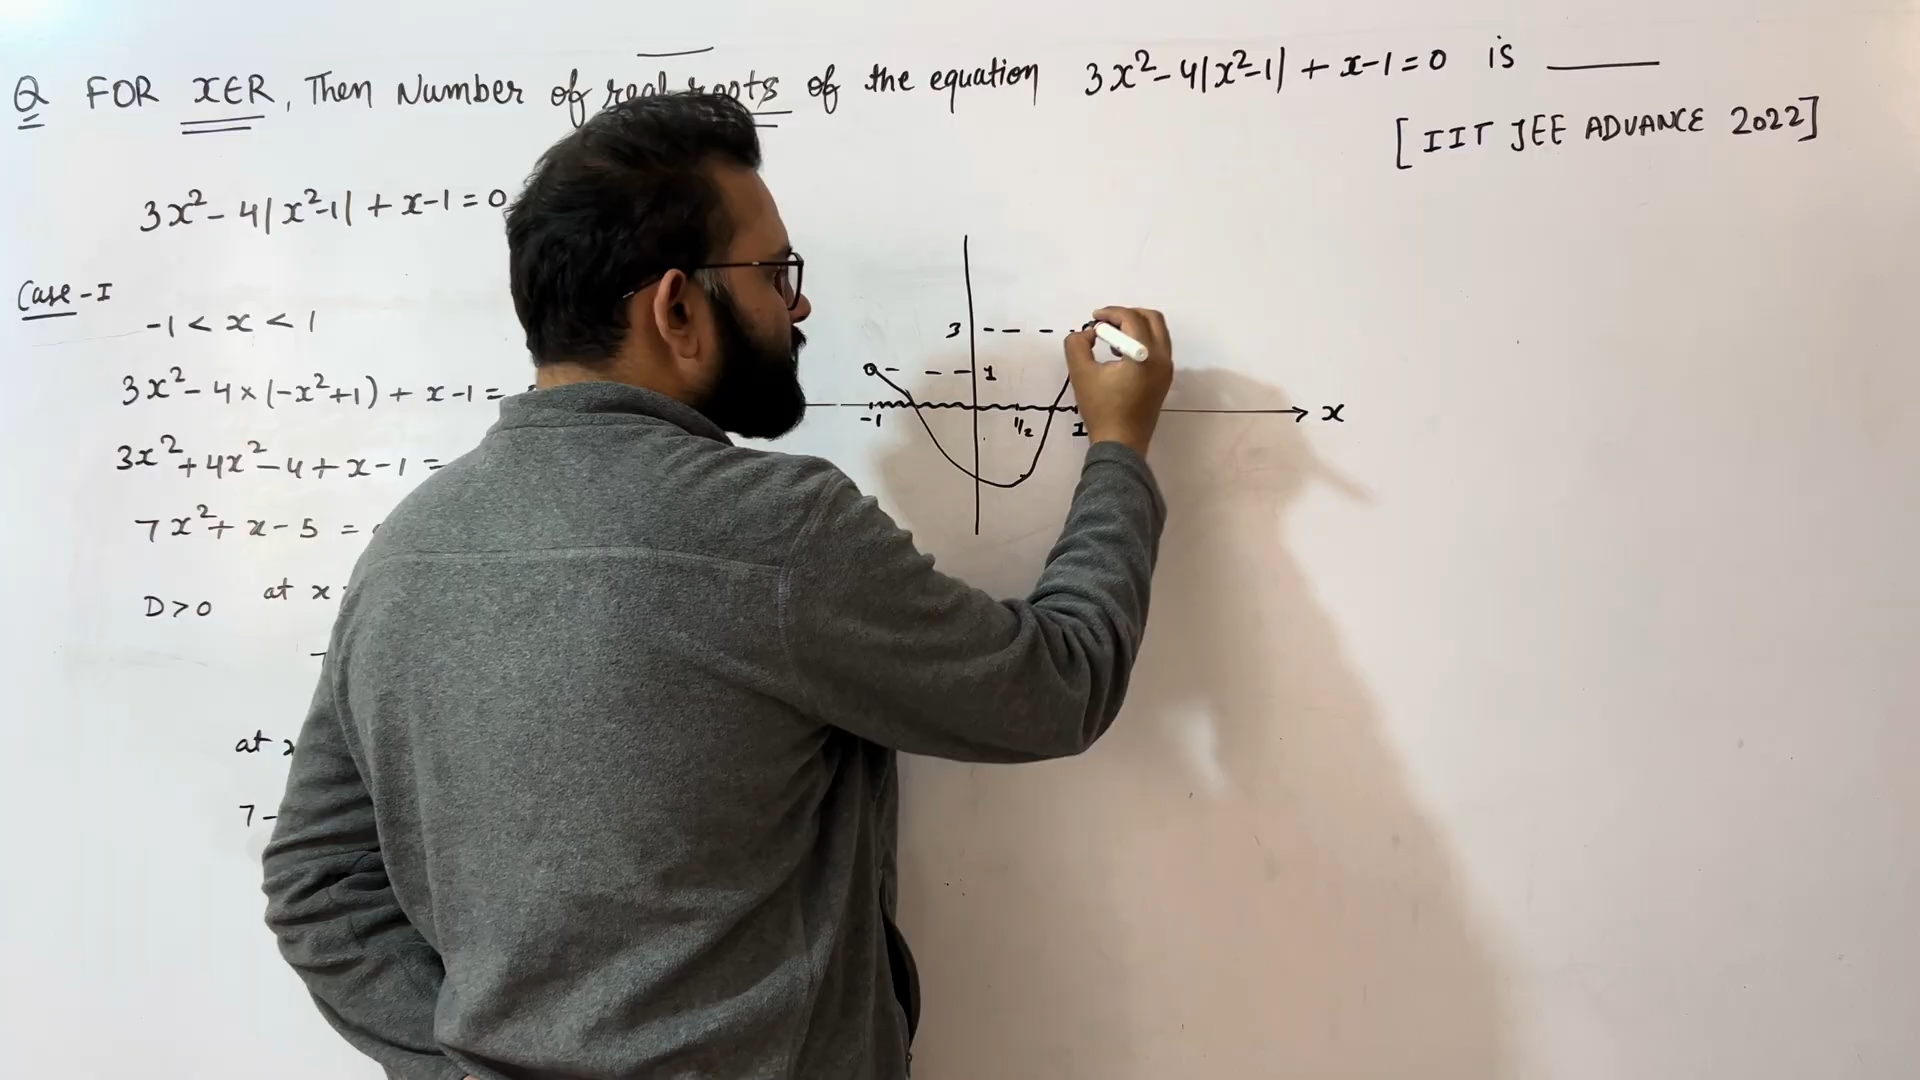 Q FOR x∈R, Then Number of real roots of the equation 3x²-4|x²-1| + x-1=0 is ____
[IIT JEE ADVANCE 2022]
3x²-4|x²-1| + x-1=0
Case-I
-1 < x < 1
3x²-4×(-x²+1) + x-1=
3x²+4x²-4+x-1=
7x²+x-5 =
D>0 at x
at x
7-
3
1
-1 1/2 1 x